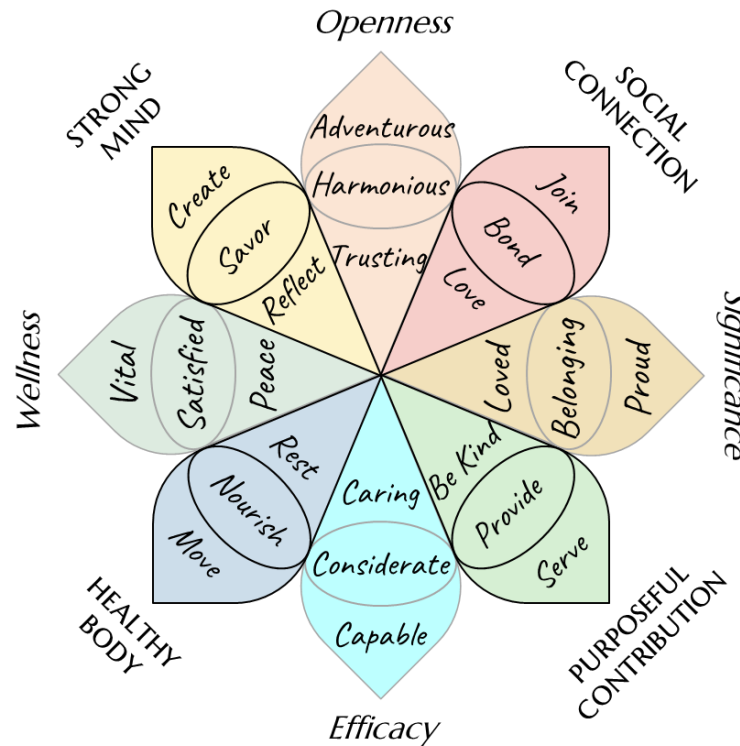 Openness
STRONG
MIND
SOCIAL
CONNECTION
Adventurous
Harmonious
Trusting
Create
Savor
Reflect
Join
Bond
Love
Wellness
Vital
Satisfied
Peace
Loved
Belonging
Proud
Significance
Rest
Nourish
Move
Caring
Considerate
Capable
Be Kind
Provide
Serve
HEALTHY
BODY
PURPOSEFUL
CONTRIBUTION
Efficacy